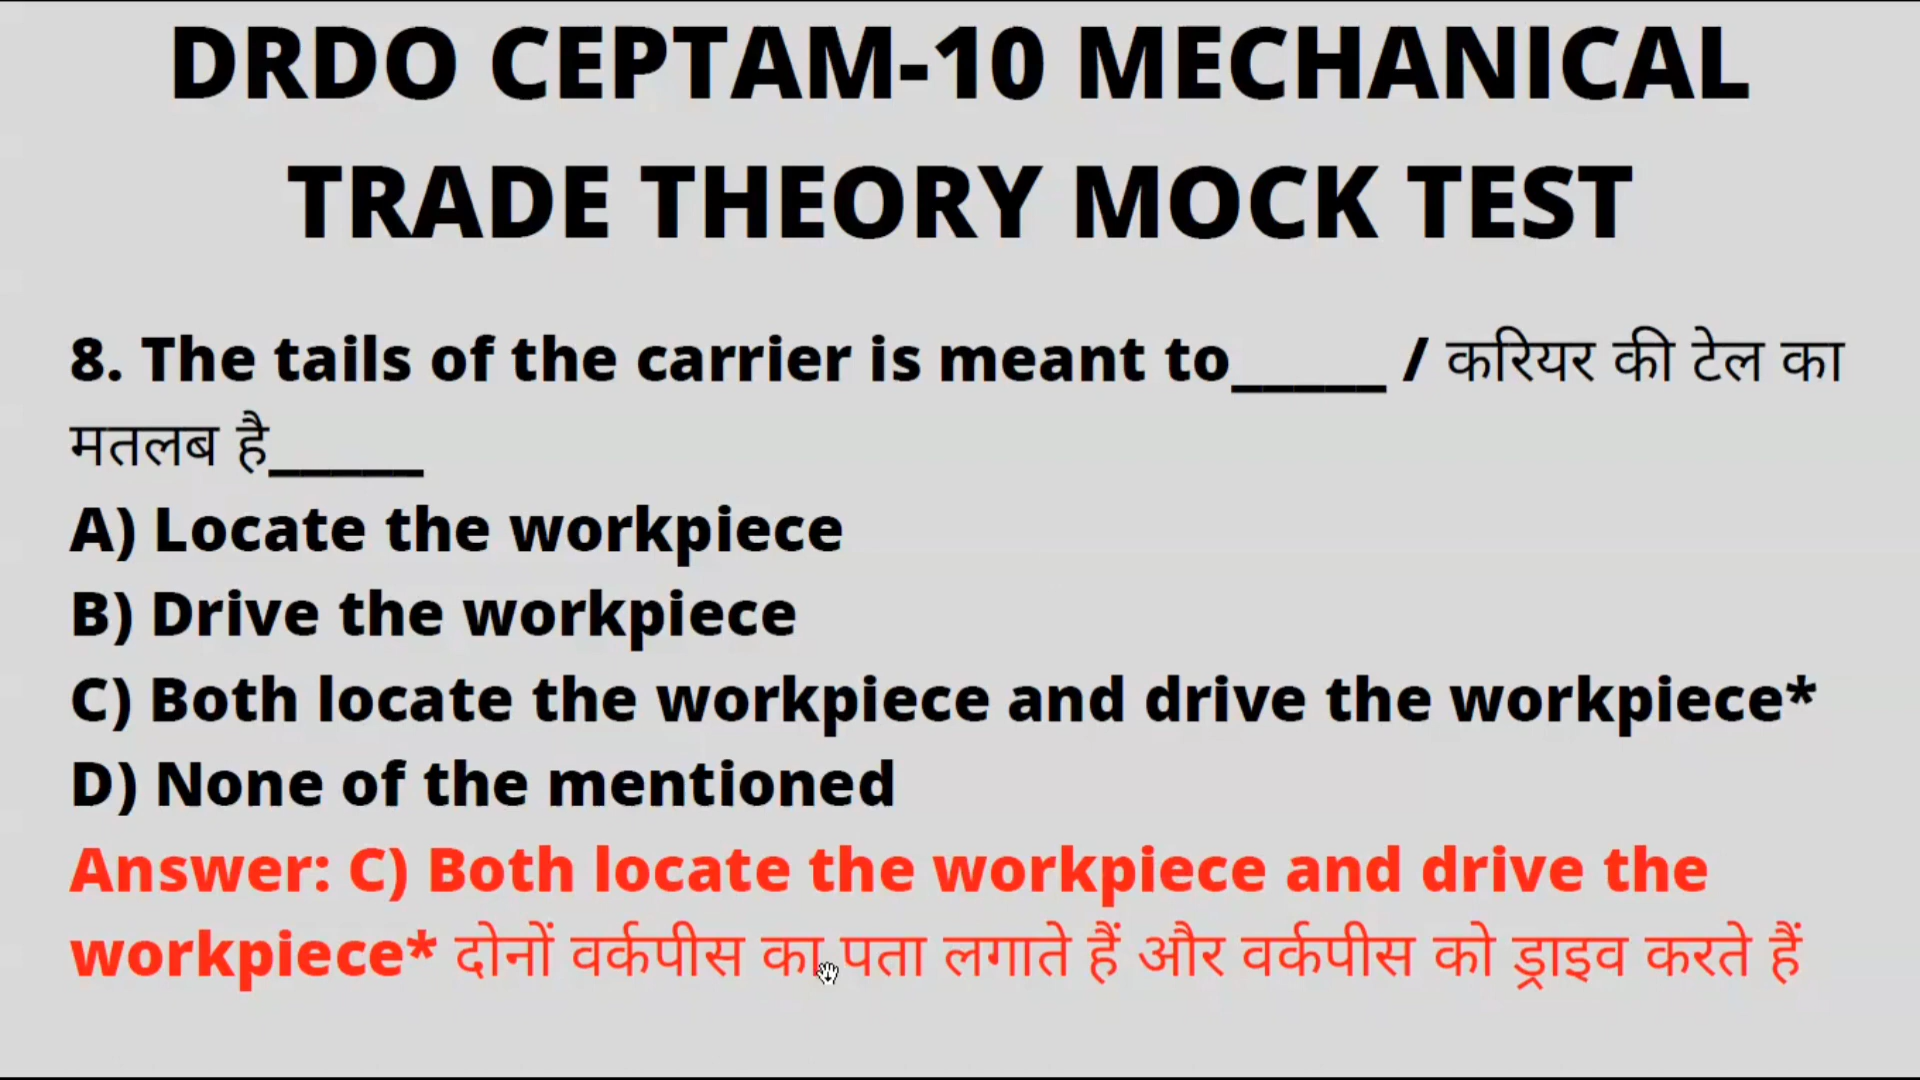 DRDO CEPTAM-10 MECHANICAL
TRADE THEORY MOCK TEST
8. The tails of the carrier is meant to_____ / करियर की टेल का
मतलब है_____
A) Locate the workpiece
B) Drive the workpiece
C) Both locate the workpiece and drive the workpiece*
D) None of the mentioned
Answer: C) Both locate the workpiece and drive the
workpiece* दोनों वर्कपीस का पता लगाते हैं और वर्कपीस को ड्राइव करते हैं